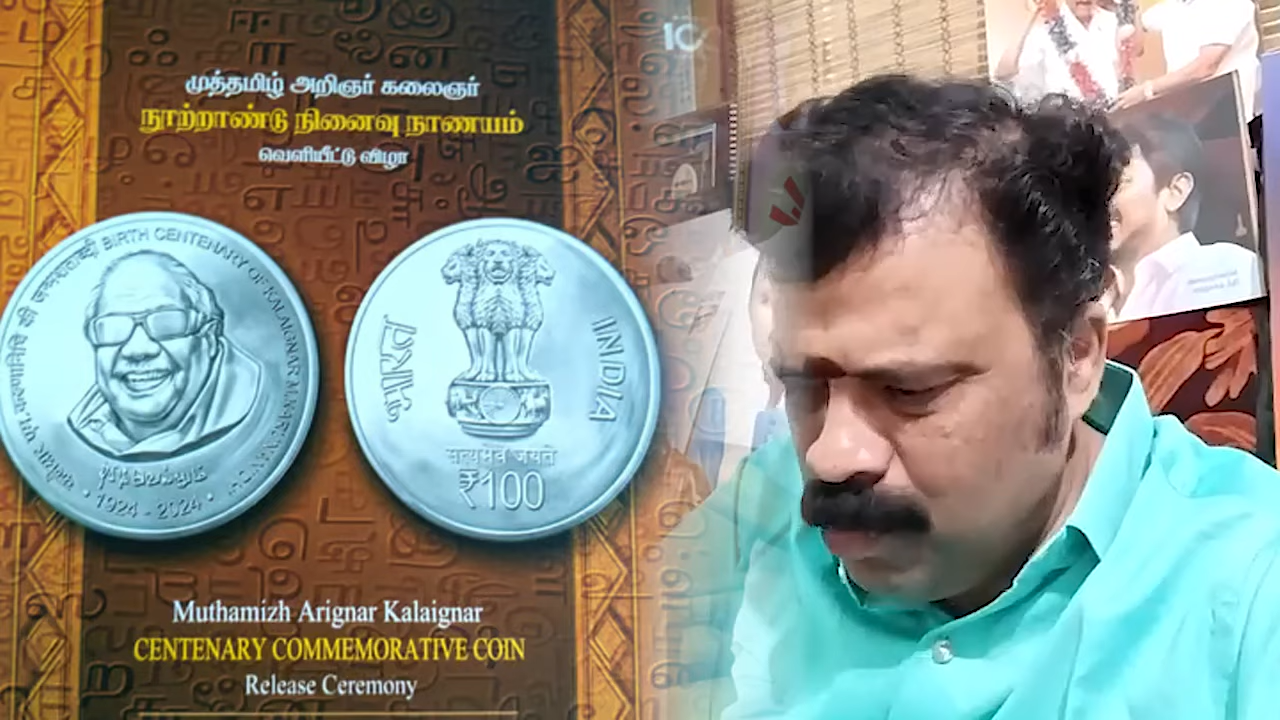 முத்தமிழ் அறிஞர் கலைஞர்
நூற்றாண்டு நினைவு நாணயம்
வெளியீட்டு விழா
BIRTH CENTENARY OF KALAIGNAR M. KARUNANIDHI
1924 - 2024
भारत
INDIA
सत्यमेव जयते
₹100
Muthamizh Arignar Kalaignar
CENTENARY COMMEMORATIVE COIN
Release Ceremony